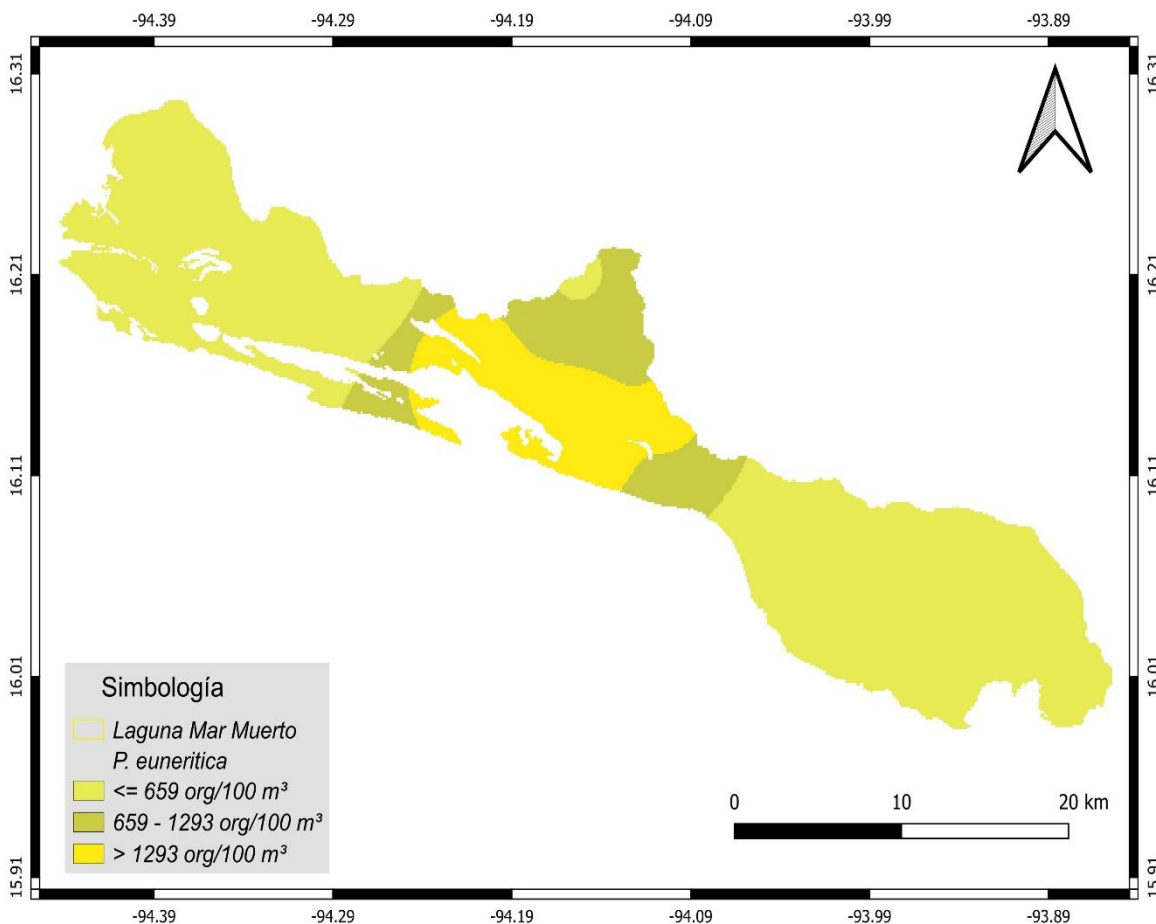 -94.39 -94.29 -94.19 -94.09 -93.99 -93.89
16.31 16.31
16.21 16.21
16.11 16.11
16.01 16.01
15.91 15.91
Simbología
Laguna Mar Muerto
P. euneritica
<= 659 org/100 m³
659 - 1293 org/100 m³
> 1293 org/100 m³
0 10 20 km
-94.39 -94.29 -94.19 -94.09 -93.99 -93.89